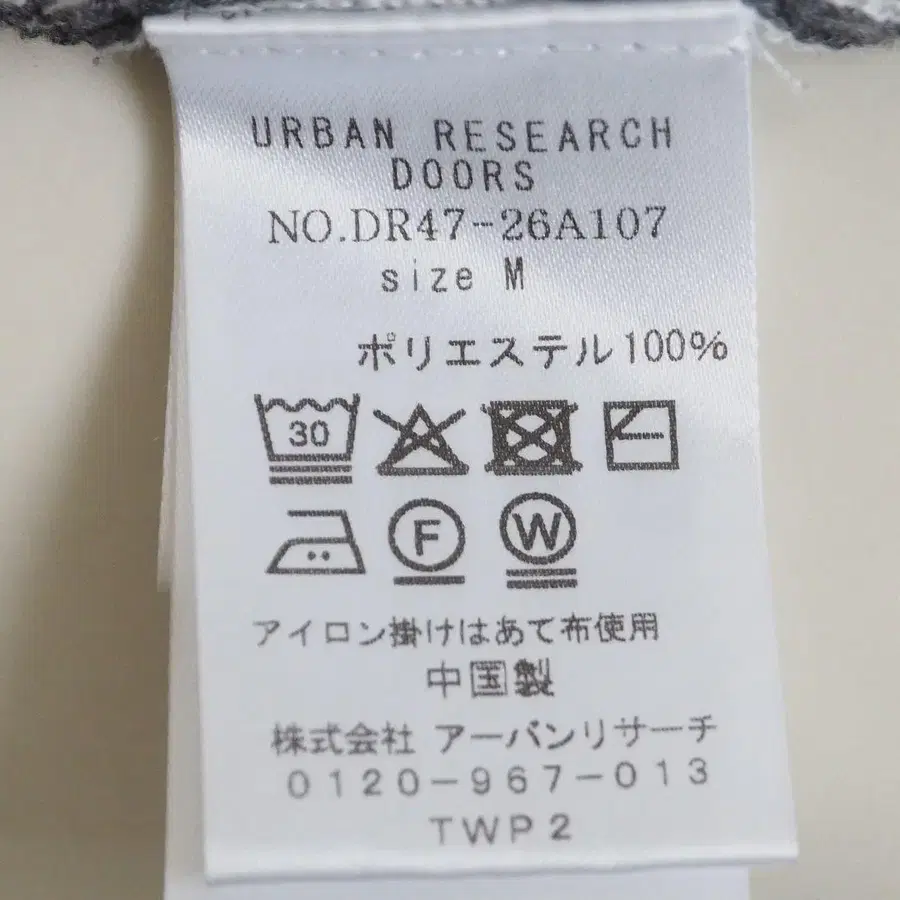 URBAN RESEARCH
DOORS
NO.DR47-26A107
size M
ポリエステル100%
30
F W
アイロン掛けはあて布使用
中国製
株式会社 アーバンリサーチ
0120-967-013
TWP2